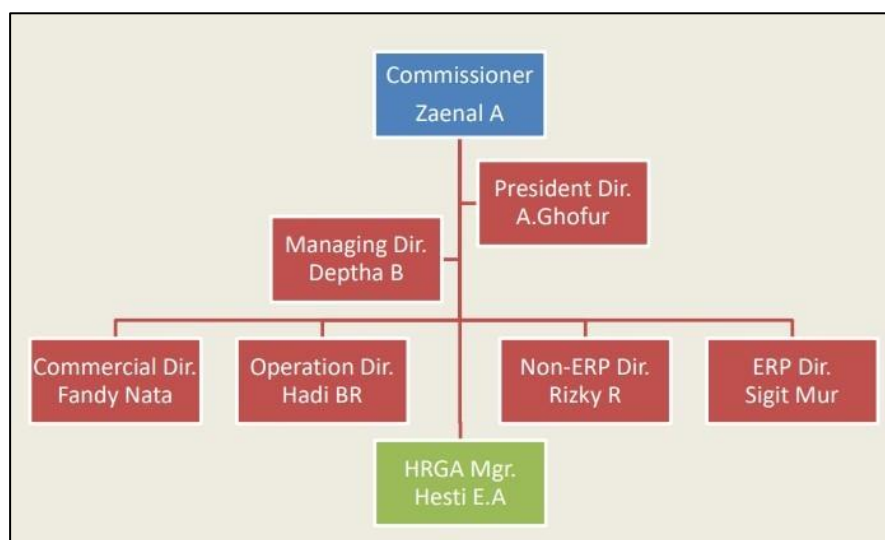 Commissioner
Zaenal A
President Dir.
A.Ghofur
Managing Dir.
Deptha B
Commercial Dir.
Fandy Nata
Operation Dir.
Hadi BR
Non-ERP Dir.
Rizky R
ERP Dir.
Sigit Mur
HRGA Mgr.
Hesti E.A